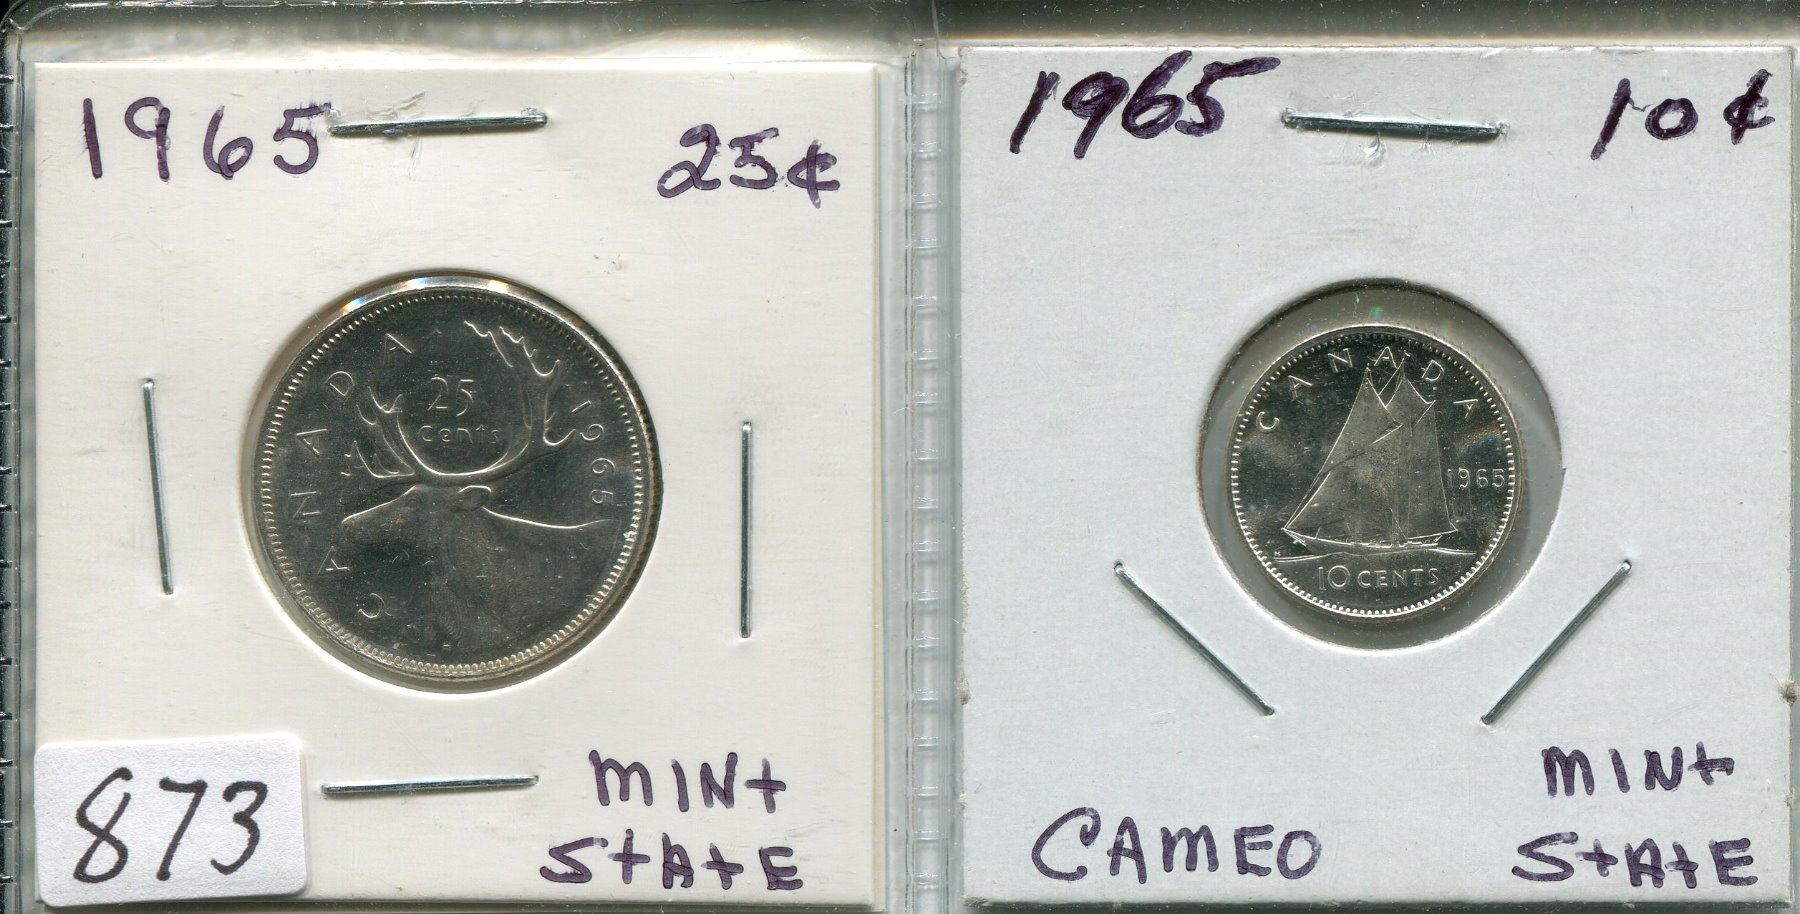 1965
25¢
CANADA
25
cents
1965
873
MINt
StAtE
1965
10¢
CANADA
1965
H
10 CENTS
CAMEO
MINt
StAtE